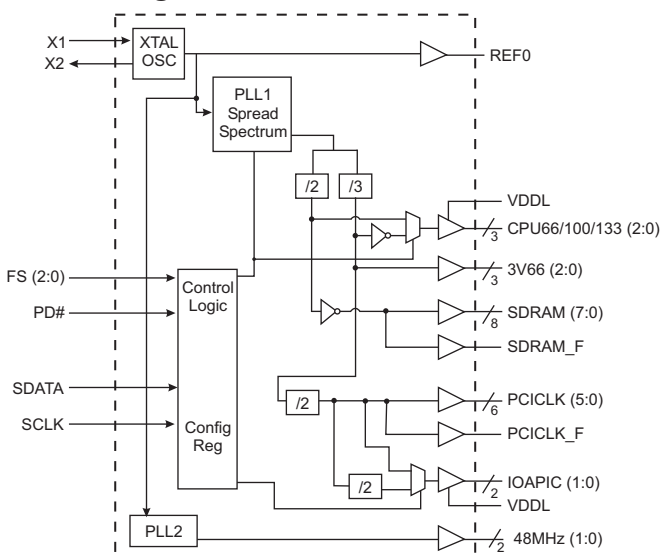 X1
X2
XTAL
OSC
REF0
PLL1
Spread
Spectrum
/2
/3
VDDL
3
CPU66/100/133 (2:0)
3
3V66 (2:0)
FS (2:0)
PD#
SDATA
SCLK
Control
Logic
Config
Reg
8
SDRAM (7:0)
SDRAM_F
/2
6
PCICLK (5:0)
PCICLK_F
/2
2
IOAPIC (1:0)
VDDL
PLL2
2
48MHz (1:0)